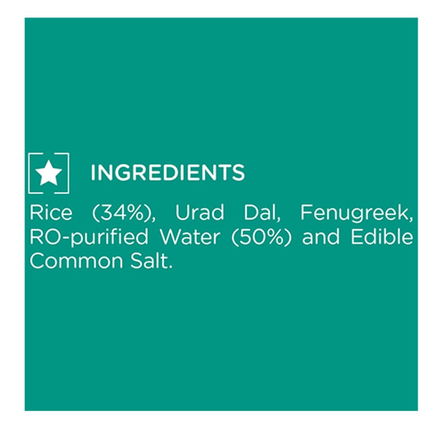 INGREDIENTS
Rice (34%), Urad Dal, Fenugreek,
RO-purified Water (50%) and Edible
Common Salt.